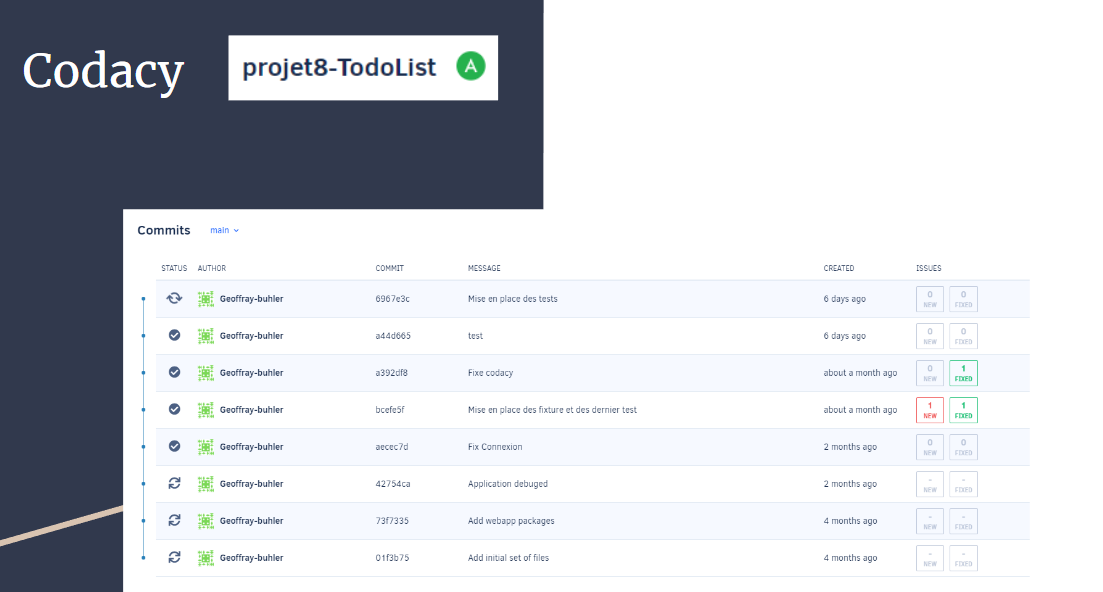 Codacy
projet8-TodoList A
Commits main
STATUS AUTHOR COMMIT MESSAGE CREATED ISSUES
Geoffray-buhler 6967e3c Mise en place des tests 6 days ago 0 NEW 0 FIXED
Geoffray-buhler a44d665 test 6 days ago 0 NEW 0 FIXED
Geoffray-buhler a392df8 Fixe codacy about a month ago 0 NEW 1 FIXED
Geoffray-buhler bcefe5f Mise en place des fixture et des dernier test about a month ago 1 NEW 1 FIXED
Geoffray-buhler aecec7d Fix Connexion 2 months ago 0 NEW 0 FIXED
Geoffray-buhler 42754ca Application debuged 2 months ago - NEW - FIXED
Geoffray-buhler 73f7335 Add webapp packages 4 months ago - NEW - FIXED
Geoffray-buhler 01f3b75 Add initial set of files 4 months ago - NEW - FIXED